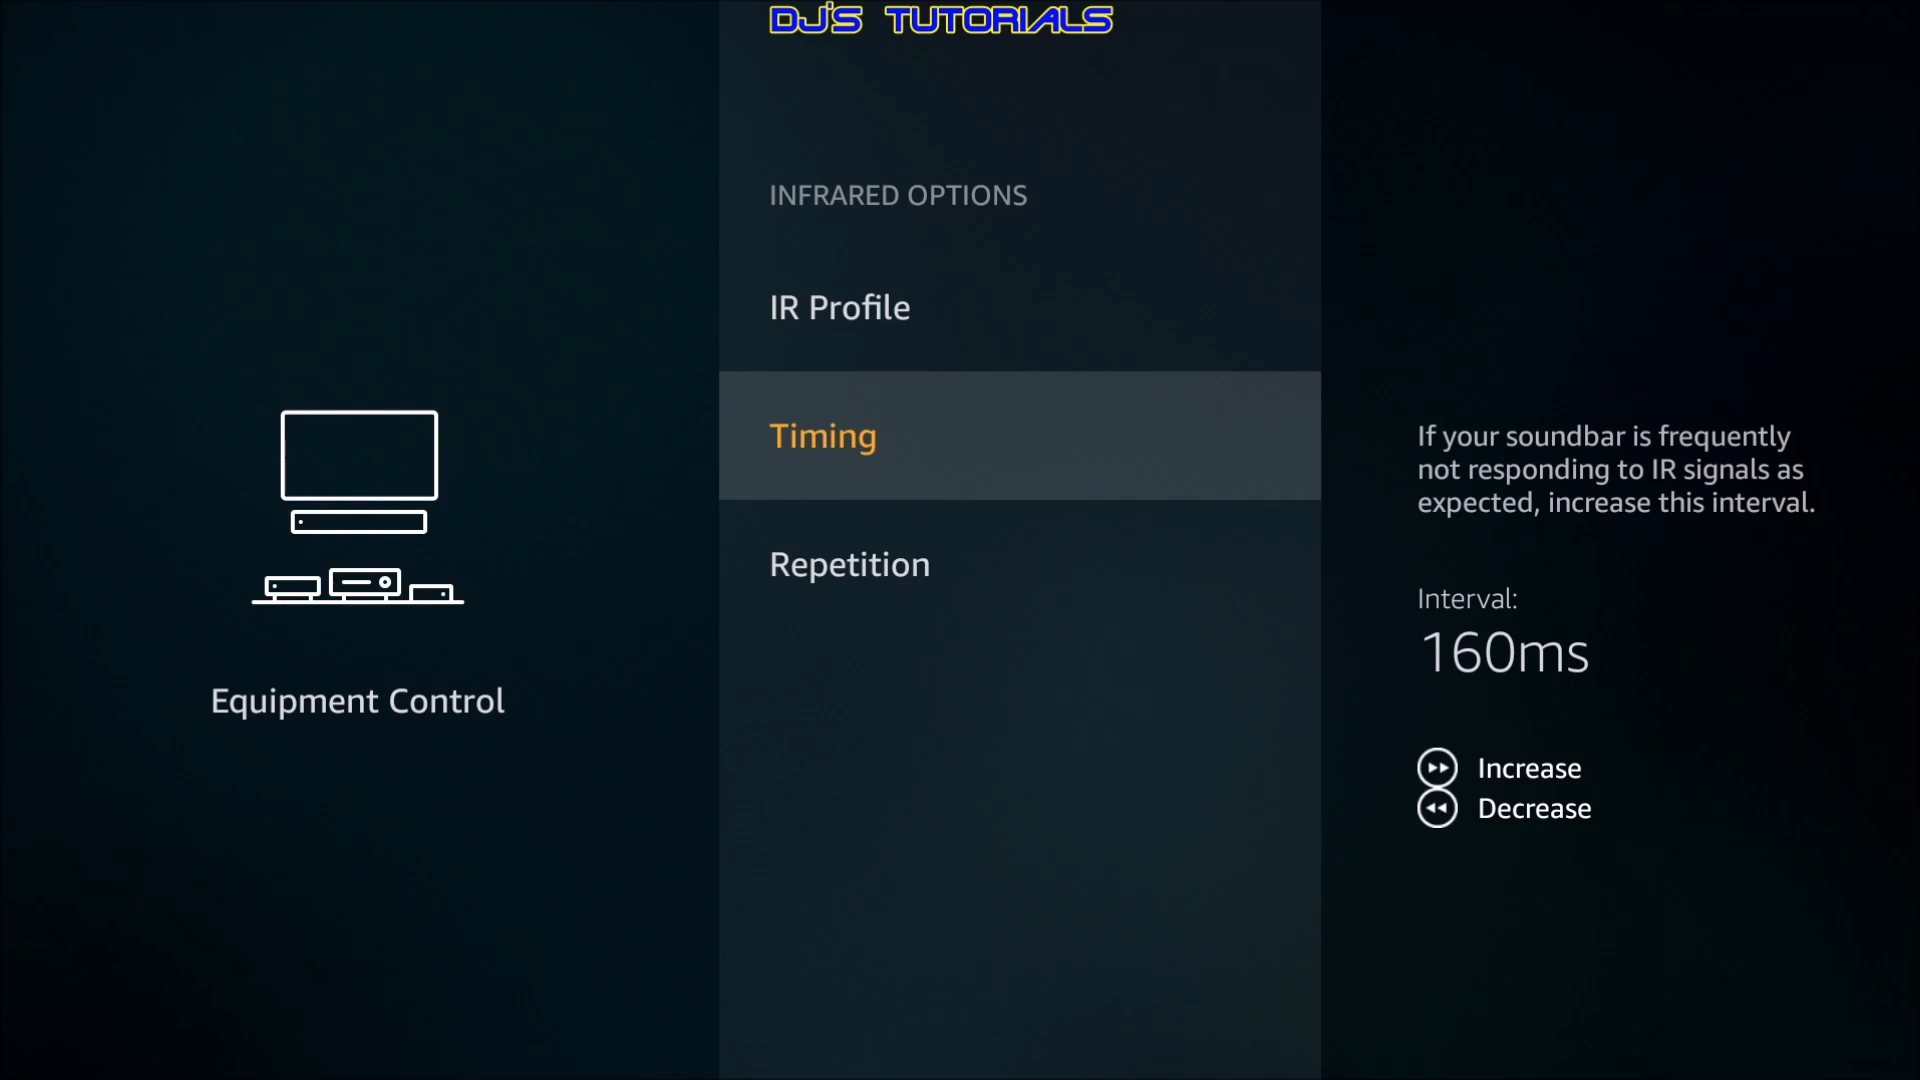 DJ'S TUTORIALS
INFRARED OPTIONS
IR Profile
Timing
Repetition
Equipment Control
If your soundbar is frequently
not responding to IR signals as
expected, increase this interval.
Interval:
160ms
Increase
Decrease